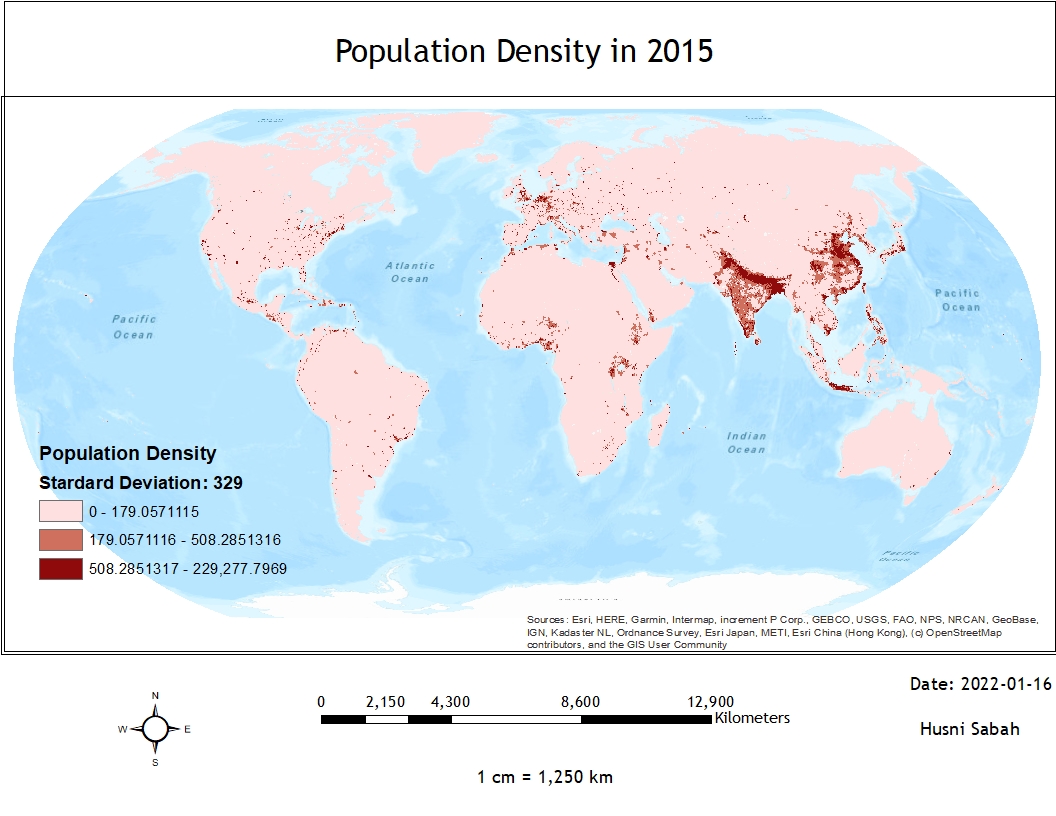 Population Density in 2015
Atlantic
Ocean
Pacific
Ocean
Pacific
Ocean
Indian
Ocean
Pacific
Ocean
Population Density
Stardard Deviation: 329
0 - 179.0571115
179.0571116 - 508.2851316
508.2851317 - 229,277.7969
Sources: Esri, HERE, Garmin, Intermap, increment P Corp., GEBCO, USGS, FAO, NPS, NRCAN, GeoBase,
IGN, Kadaster NL, Ordnance Survey, Esri Japan, METI, Esri China (Hong Kong), (c) OpenStreetMap
contributors, and the GIS User Community
Date: 2022-01-16
N
W E
S
0 2,150 4,300 8,600 12,900
Kilometers
Husni Sabah
1 cm = 1,250 km